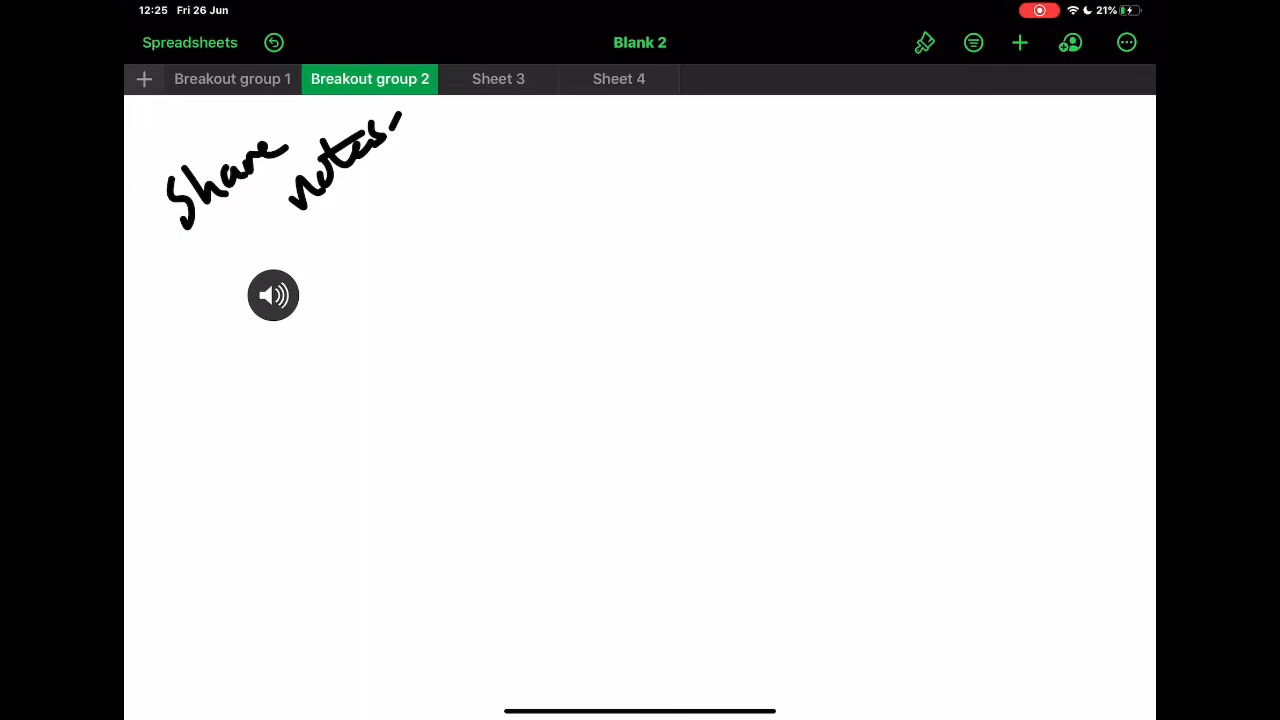 12:25 Fri 26 Jun 21%
Spreadsheets Blank 2
Breakout group 1 Breakout group 2 Sheet 3 Sheet 4
Share notes